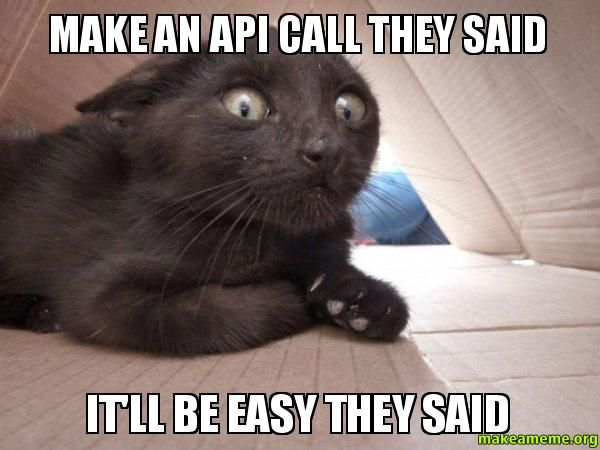 MAKE AN API CALL THEY SAID
IT'LL BE EASY THEY SAID
makeameme.org